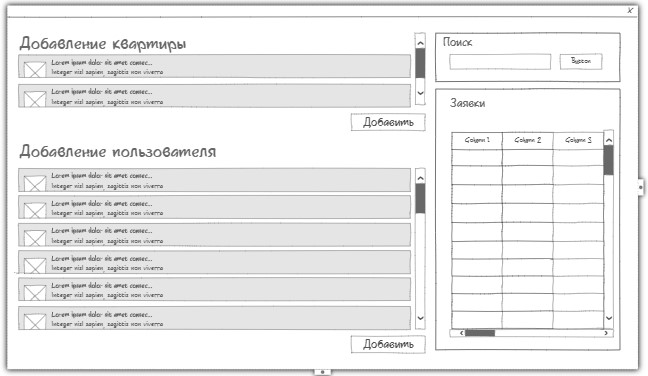 x
Добавление квартиры
Lorem ipsum dolor sit amet consec...
Integer nisl sapien, sagittis non viverra
Lorem ipsum dolor sit amet consec...
Integer nisl sapien, sagittis non viverra
Добавить
Добавление пользователя
Lorem ipsum dolor sit amet consec...
Integer nisl sapien, sagittis non viverra
Lorem ipsum dolor sit amet consec...
Integer nisl sapien, sagittis non viverra
Lorem ipsum dolor sit amet consec...
Integer nisl sapien, sagittis non viverra
Lorem ipsum dolor sit amet consec...
Integer nisl sapien, sagittis non viverra
Lorem ipsum dolor sit amet consec...
Integer nisl sapien, sagittis non viverra
Lorem ipsum dolor sit amet consec...
Integer nisl sapien, sagittis non viverra
Добавить
Поиск
Button
Заявки
Column 1 Column 2 Column 3